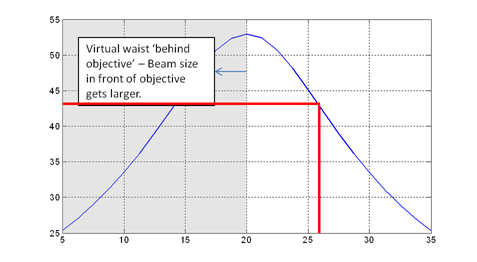 55
Virtual waist ‘behind
objective’ – Beam size
in front of objective
gets larger.
50
45
40
35
30
25
5 10 15 20 25 30 35